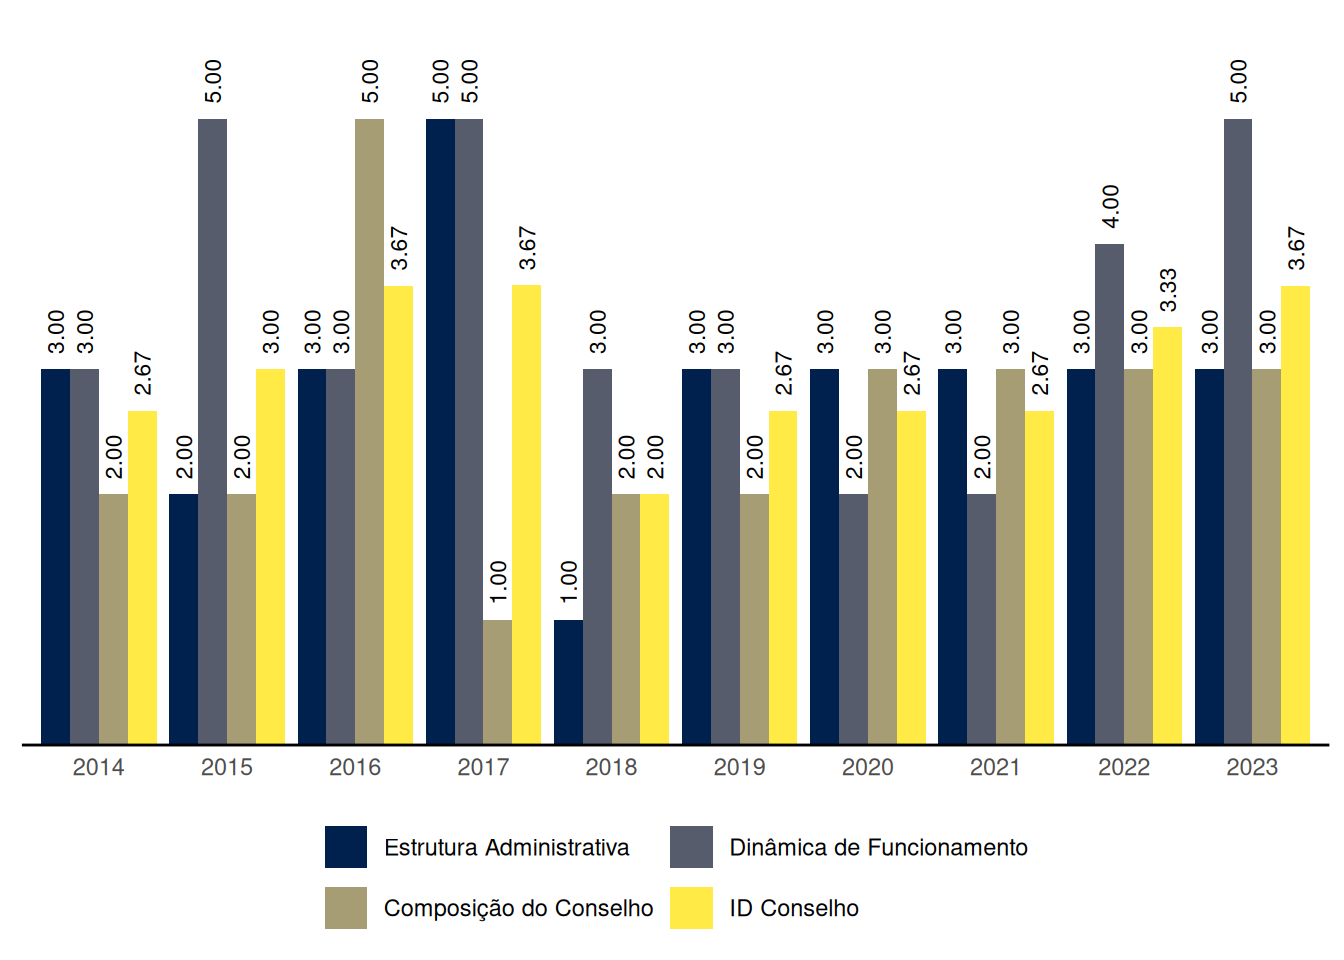 3.00 3.00 2.00 2.67
2.00 5.00 2.00 3.00
3.00 3.00 5.00 3.67
5.00 5.00 1.00 3.67
1.00 3.00 2.00 2.00
3.00 3.00 2.00 2.67
3.00 2.00 3.00 2.67
3.00 2.00 3.00 2.67
3.00 4.00 3.00 3.33
3.00 5.00 3.00 3.67
2014 2015 2016 2017 2018 2019 2020 2021 2022 2023
Estrutura Administrativa Dinâmica de Funcionamento
Composição do Conselho ID Conselho